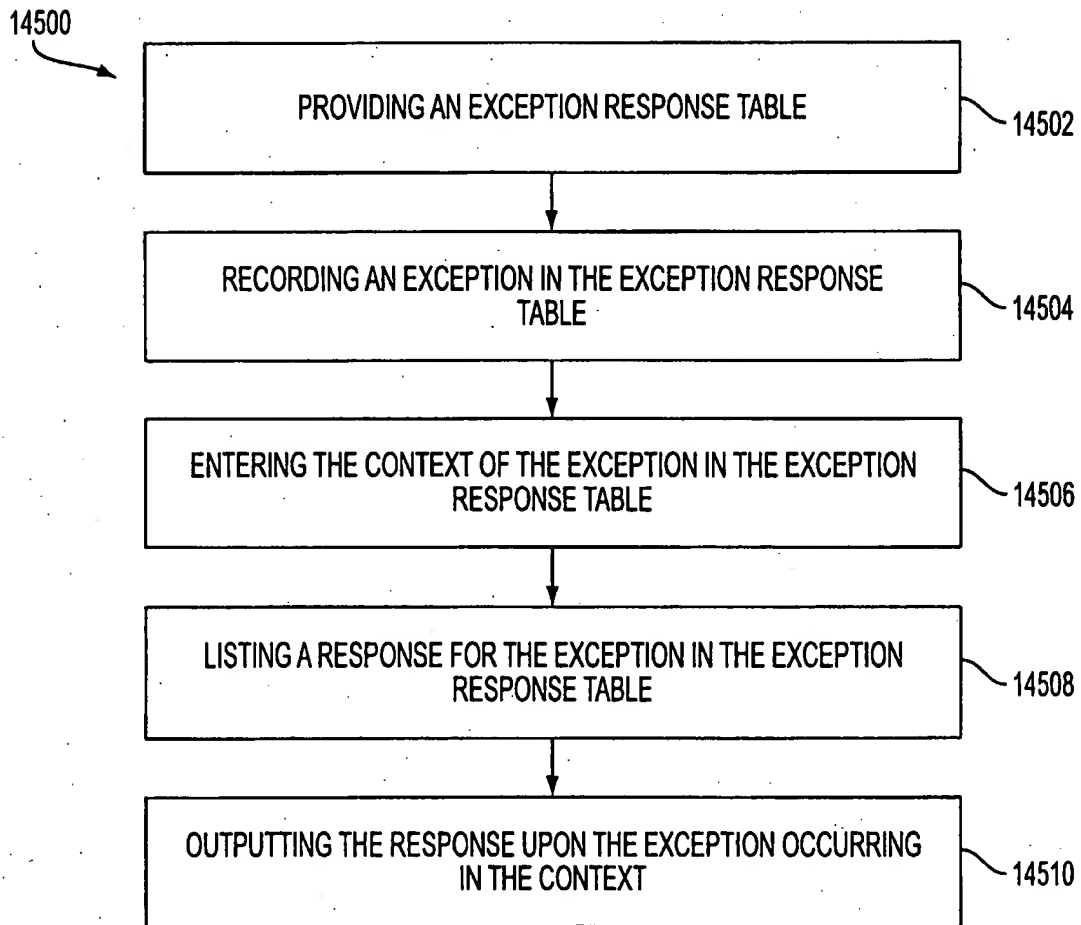 14500
PROVIDING AN EXCEPTION RESPONSE TABLE
14502
RECORDING AN EXCEPTION IN THE EXCEPTION RESPONSE
TABLE
14504
ENTERING THE CONTEXT OF THE EXCEPTION IN THE EXCEPTION
RESPONSE TABLE
14506
LISTING A RESPONSE FOR THE EXCEPTION IN THE EXCEPTION
RESPONSE TABLE
14508
OUTPUTTING THE RESPONSE UPON THE EXCEPTION OCCURRING
IN THE CONTEXT
14510